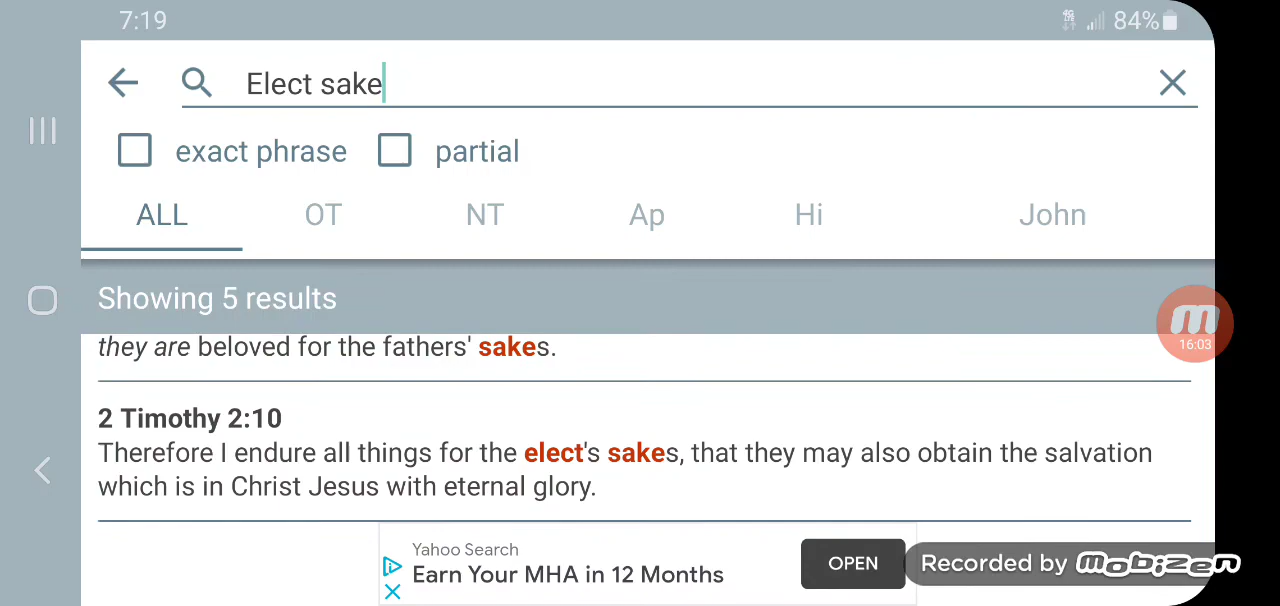 7:19
84%
Elect sake
exact phrase partial
ALL OT NT Ap Hi John
Showing 5 results
16:03
they are beloved for the fathers' sakes.
2 Timothy 2:10
Therefore I endure all things for the elect's sakes, that they may also obtain the salvation
which is in Christ Jesus with eternal glory.
Yahoo Search
Earn Your MHA in 12 Months
OPEN
Recorded by mobizen